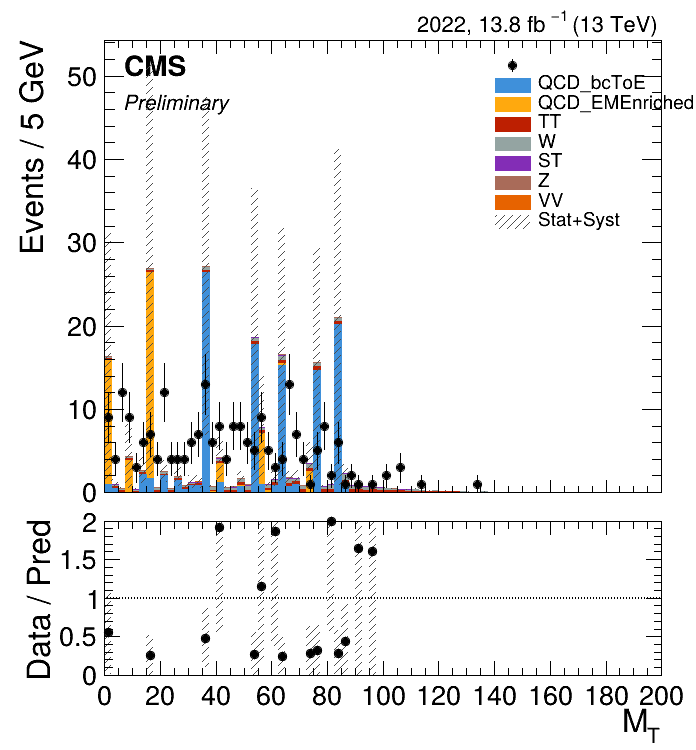 2022, 13.8 fb⁻¹ (13 TeV)
CMS
Preliminary
QCD_bcToE
QCD_EMEnriched
TT
W
ST
Z
VV
Stat+Syst
Events / 5 GeV
50
40
30
20
10
0
Data / Pred
2
1.5
1
0.5
0
0 20 40 60 80 100 120 140 160 180 200
M_T